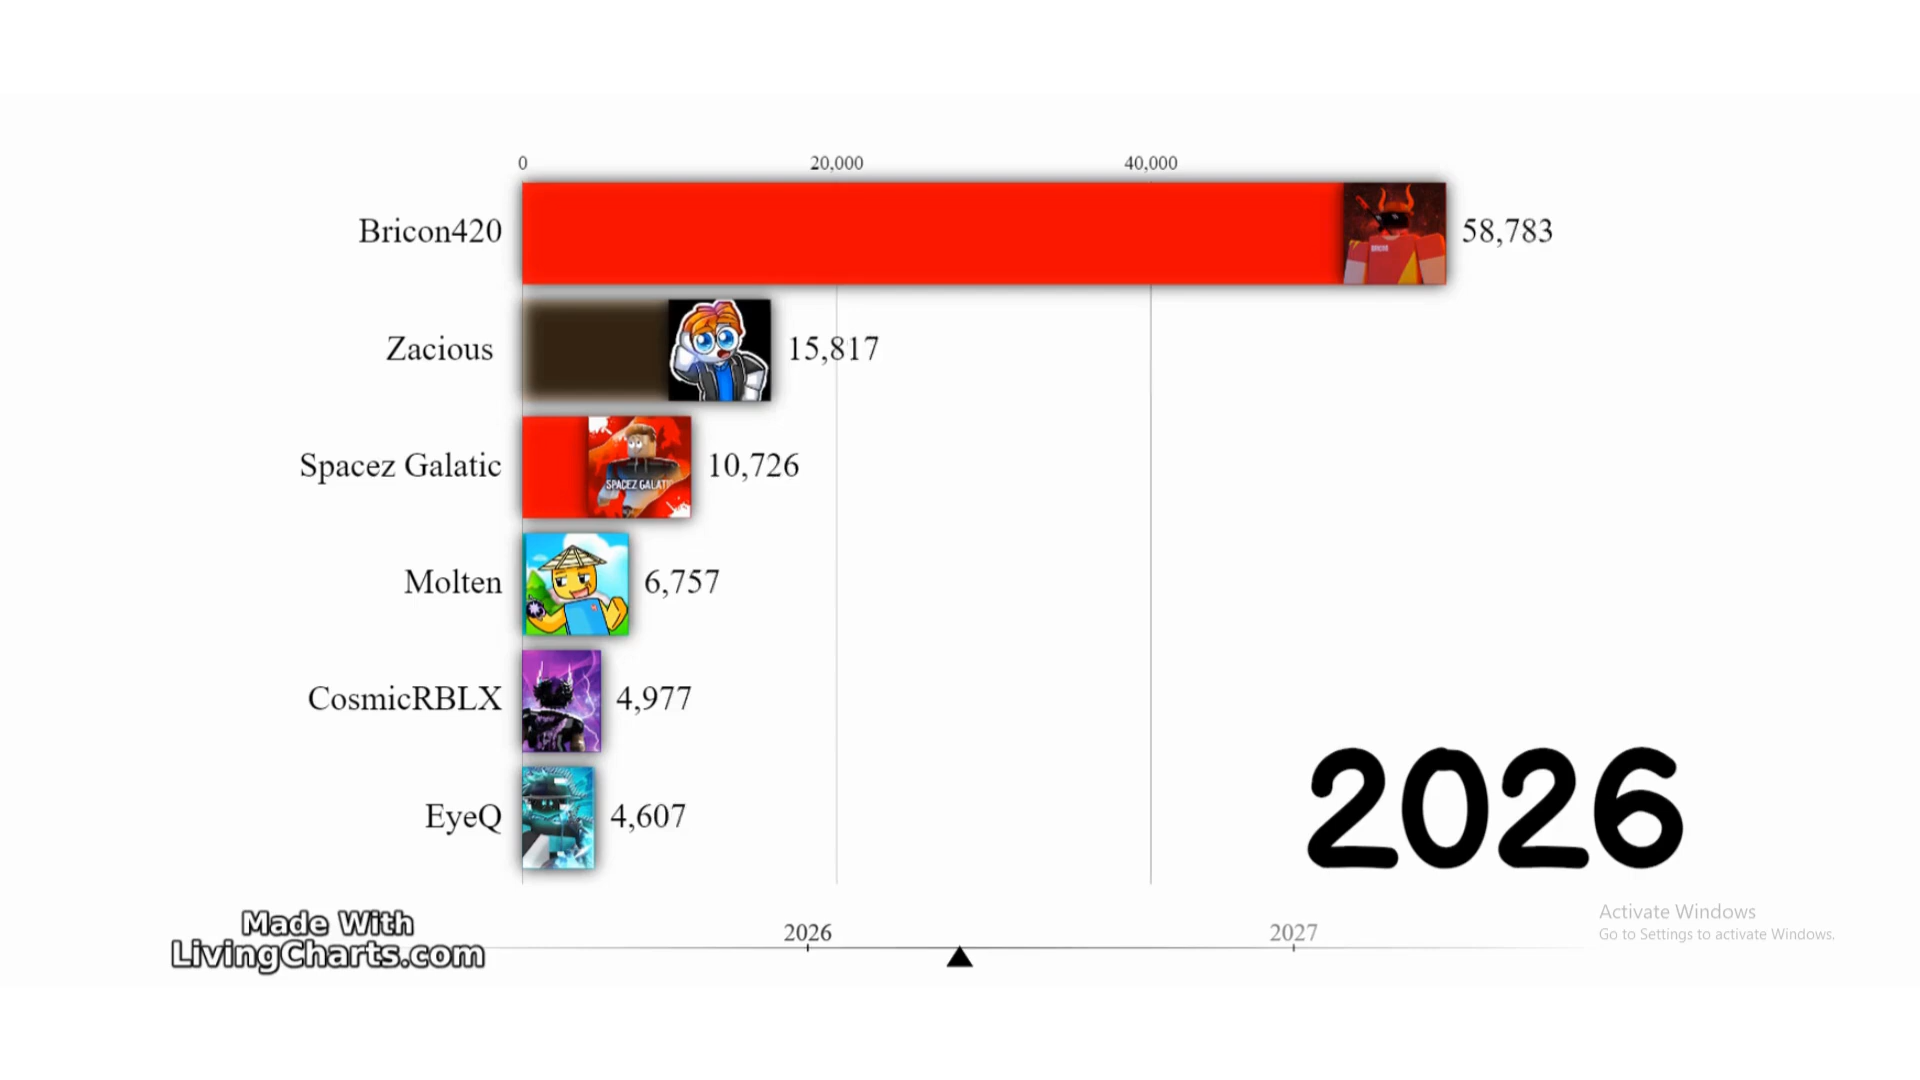 0 20,000 40,000
Bricon420 58,783
Zacious 15,817
Spacez Galatic 10,726
SPACEZ GALATIC
Molten 6,757
CosmicRBLX 4,977
EyeQ 4,607
2026
Made With
LivingCharts.com
2026 2027
Activate Windows
Go to Settings to activate Windows.